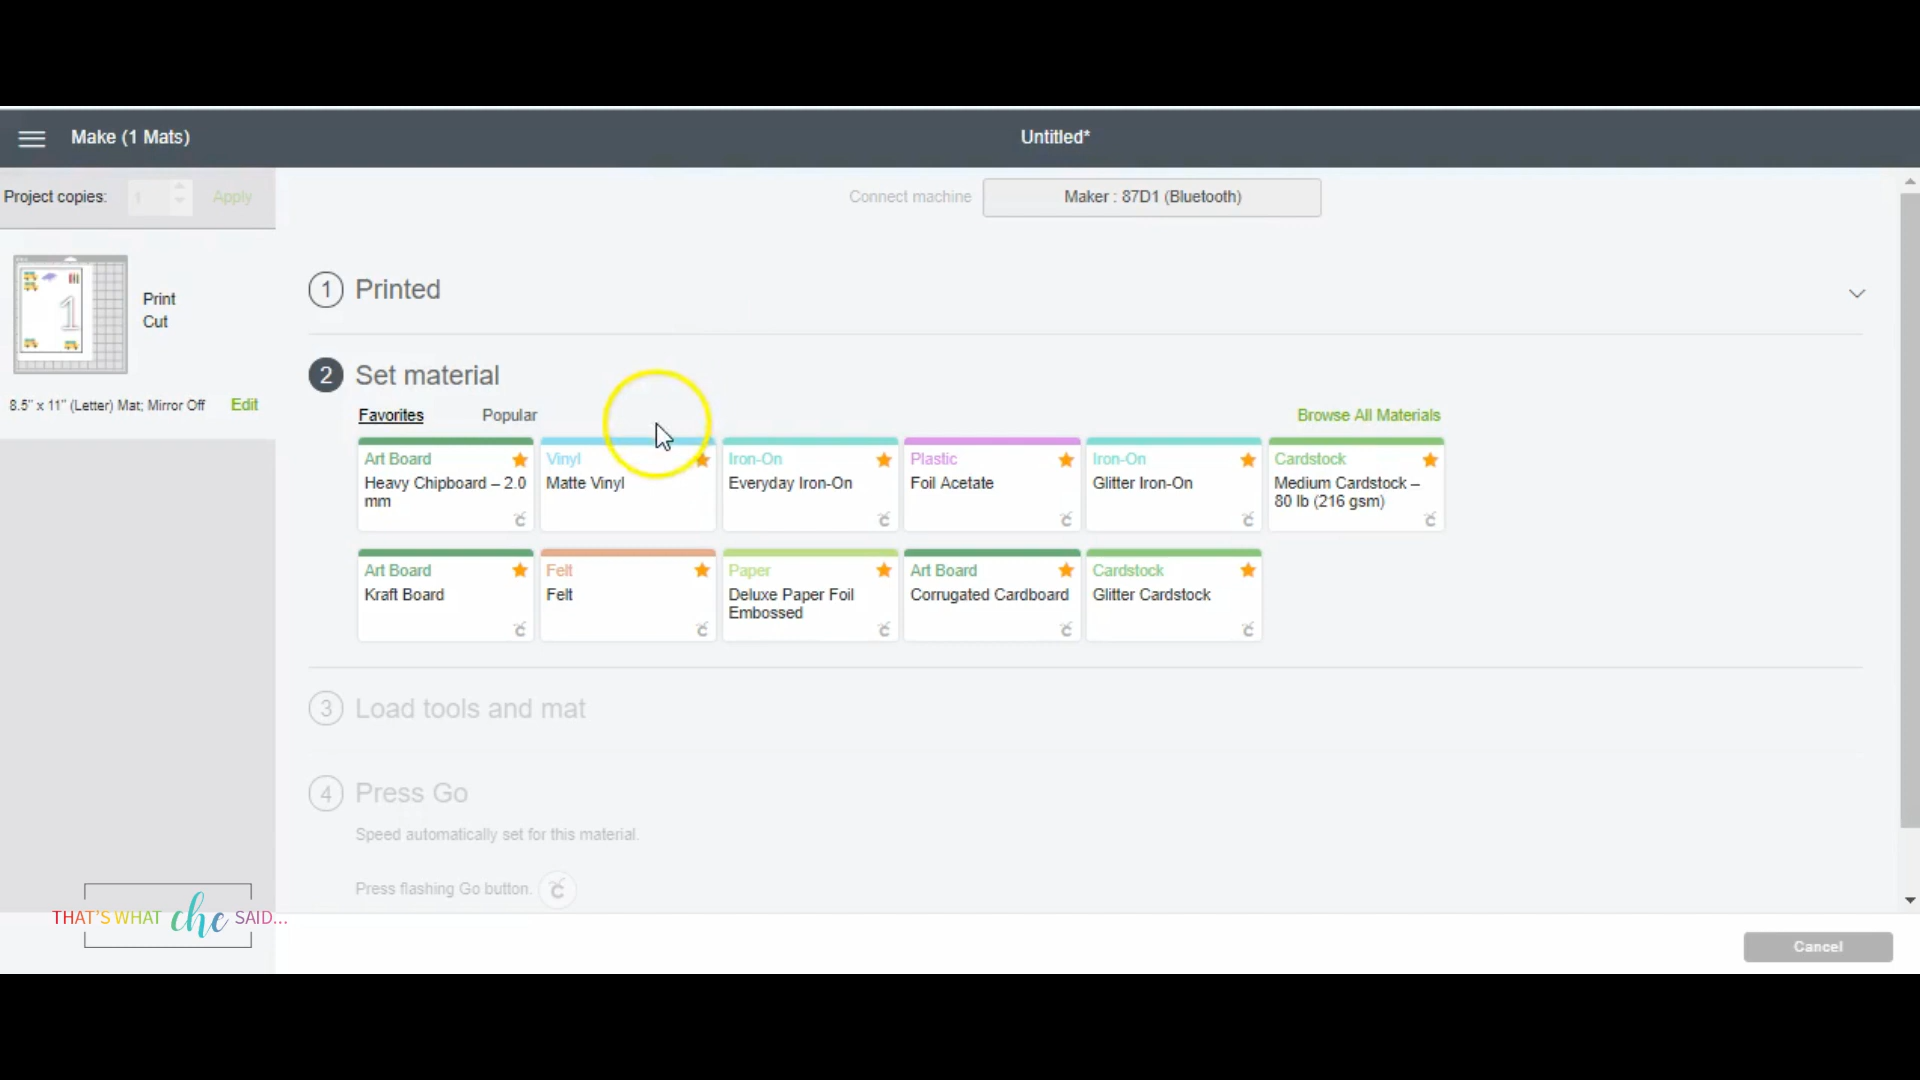 Make (1 Mats)
Untitled*
Project copies:
1
Apply
Connect machine
Maker : 87D1 (Bluetooth)
1
Print
Cut
8.5" x 11" (Letter) Mat; Mirror Off
Edit
1 Printed
2 Set material
Favorites
Popular
Browse All Materials
Art Board
Heavy Chipboard – 2.0
mm
Vinyl
Matte Vinyl
Iron-On
Everyday Iron-On
Plastic
Foil Acetate
Iron-On
Glitter Iron-On
Cardstock
Medium Cardstock –
80 lb (216 gsm)
Art Board
Kraft Board
Felt
Felt
Paper
Deluxe Paper Foil
Embossed
Art Board
Corrugated Cardboard
Cardstock
Glitter Cardstock
3 Load tools and mat
4 Press Go
Speed automatically set for this material.
Press flashing Go button.
THAT'S WHAT che SAID...
Cancel